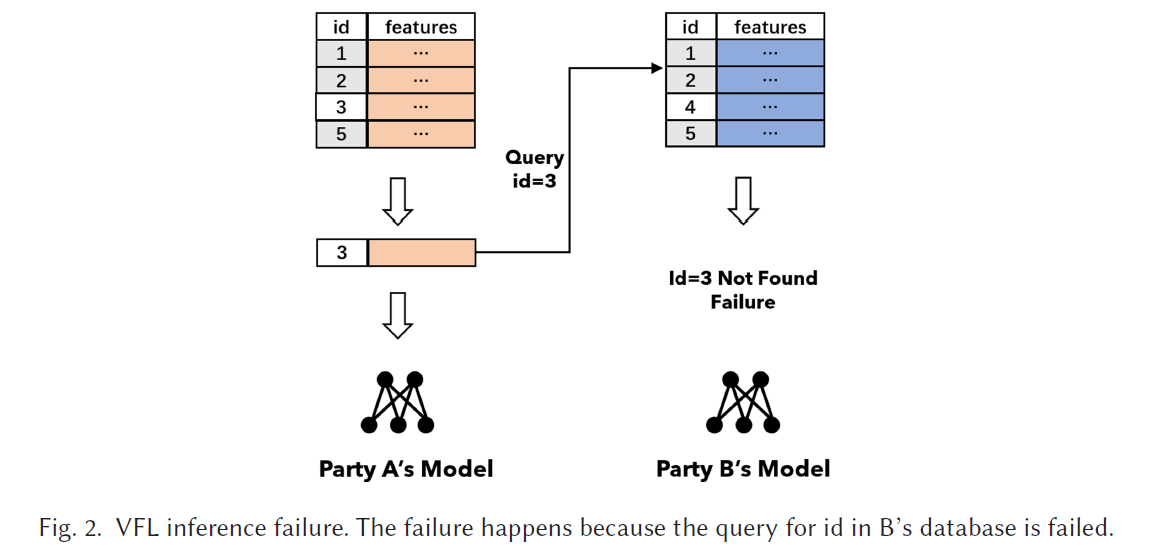 id features
1 ...
2 ...
3 ...
5 ...
id features
1 ...
2 ...
4 ...
5 ...
Query
id=3
3
Id=3 Not Found
Failure
Party A's Model
Party B's Model
Fig. 2. VFL inference failure. The failure happens because the query for id in B's database is failed.